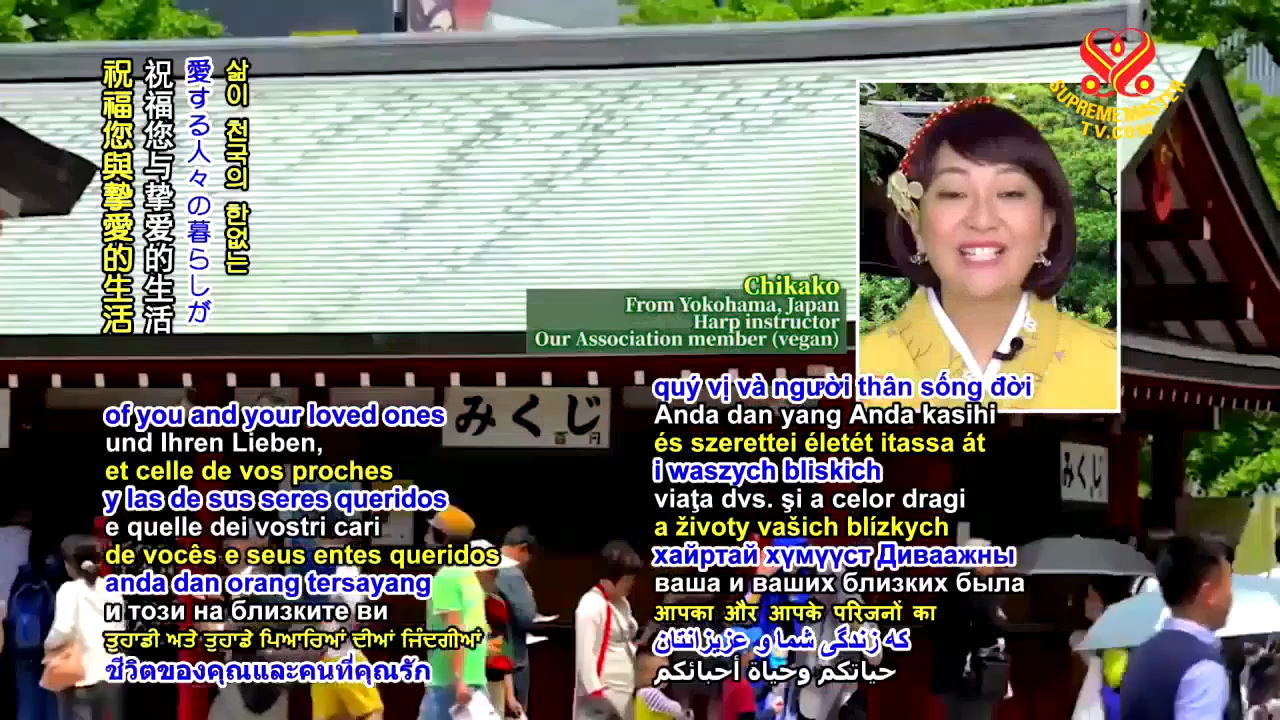 SUPREME MASTER
TV.COM
祝福您與摯愛的生活
祝福您与挚爱的生活
愛する人々の暮らしが
삶이 천국의 한없는
Chikako
From Yokohama, Japan
Harp instructor
Our Association member (vegan)
みくじ
百円
みくじ
of you and your loved ones
und Ihren Lieben,
et celle de vos proches
y las de sus seres queridos
e quelle dei vostri cari
de vocês e seus entes queridos
anda dan orang tersayang
и този на близките ви
ਤੁਹਾਡੀ ਅਤੇ ਤੁਹਾਡੇ ਪਿਆਰਿਆਂ ਦੀਆਂ ਜਿੰਦਗੀਆਂ
ชีวิตของคุณและคนที่คุณรัก
quý vị và người thân sống đời
Anda dan yang Anda kasihi
és szerettei életét itassa át
i waszych bliskich
viaţa dvs. şi a celor dragi
a životy vašich blízkych
хайртай хүмүүст Диваажны
ваша и ваших близких была
आपका और आपके परिजनों का
که زندگی شما و عزیزانتان
حياتكم وحياة أحبائكم